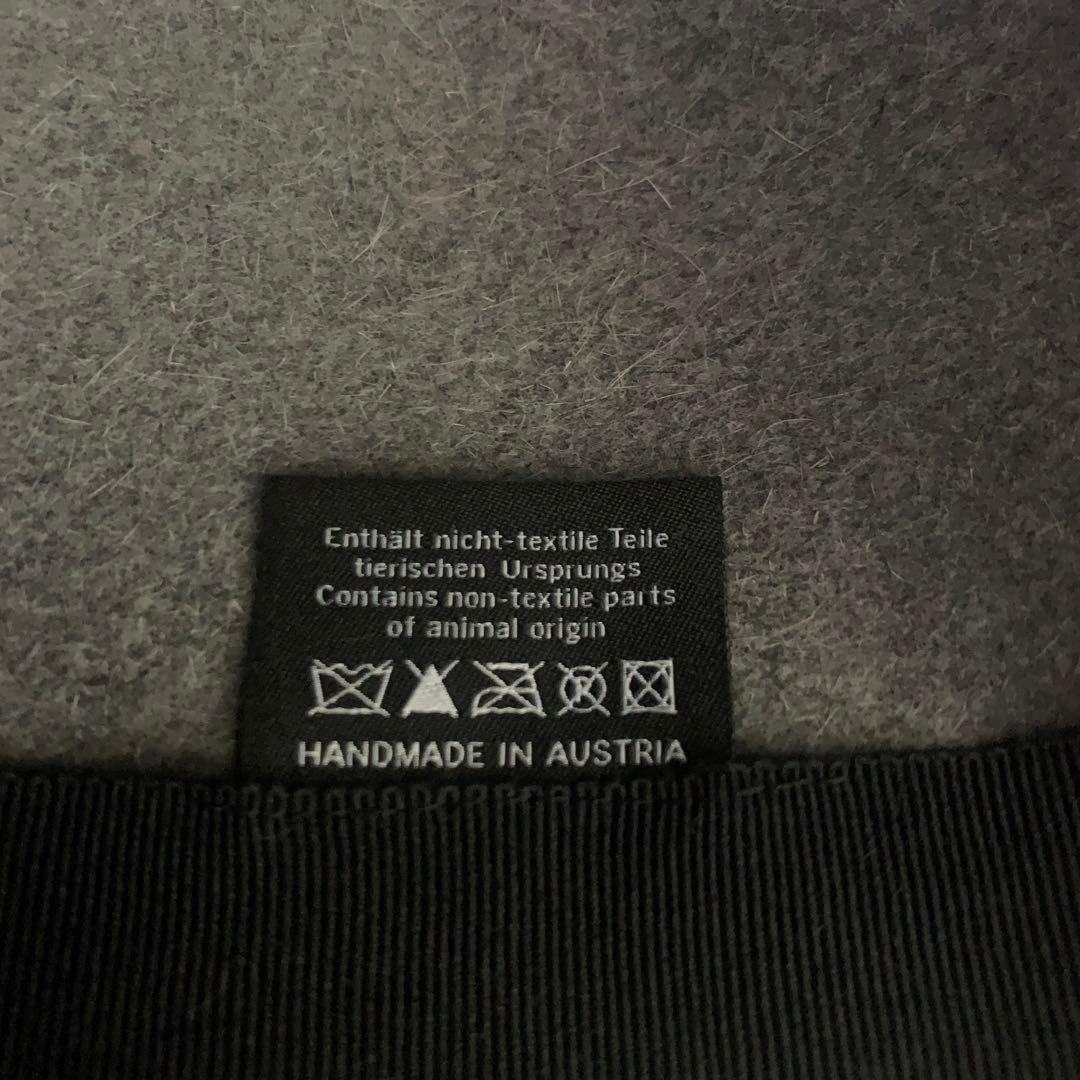 Enthält nicht-textile Teile
tierischen Ursprungs
Contains non-textile parts
of animal origin
HANDMADE IN AUSTRIA